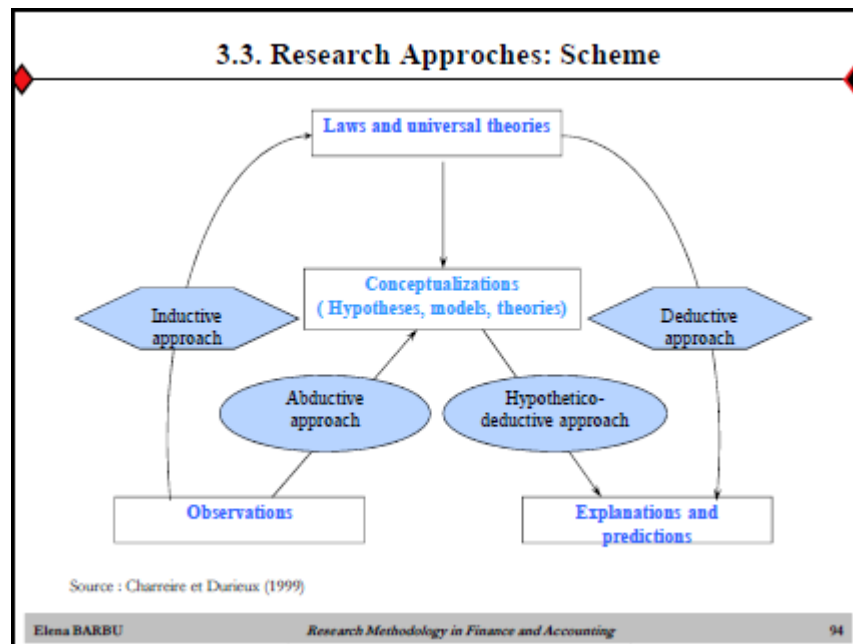 3.3. Research Approches: Scheme
Laws and universal theories
Conceptualizations
( Hypotheses, models, theories)
Inductive
approach
Deductive
approach
Abductive
approach
Hypothetico-
deductive approach
Observations
Explanations and
predictions
Source : Charreire et Durieux (1999)
Elena BARBU Research Methodology in Finance and Accounting 94